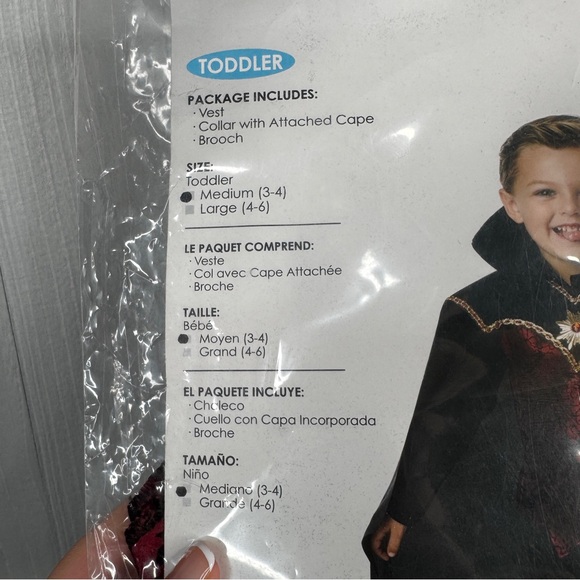 TODDLER
PACKAGE INCLUDES:
· Vest
· Collar with Attached Cape
· Brooch
SIZE:
Toddler
Medium (3-4)
Large (4-6)
LE PAQUET COMPREND:
· Veste
· Col avec Cape Attachée
· Broche
TAILLE:
Bébé
Moyen (3-4)
Grand (4-6)
EL PAQUETE INCLUYE:
· Chaleco
· Cuello con Capa Incorporada
· Broche
TAMAÑO:
Niño
Mediano (3-4)
Grande (4-6)